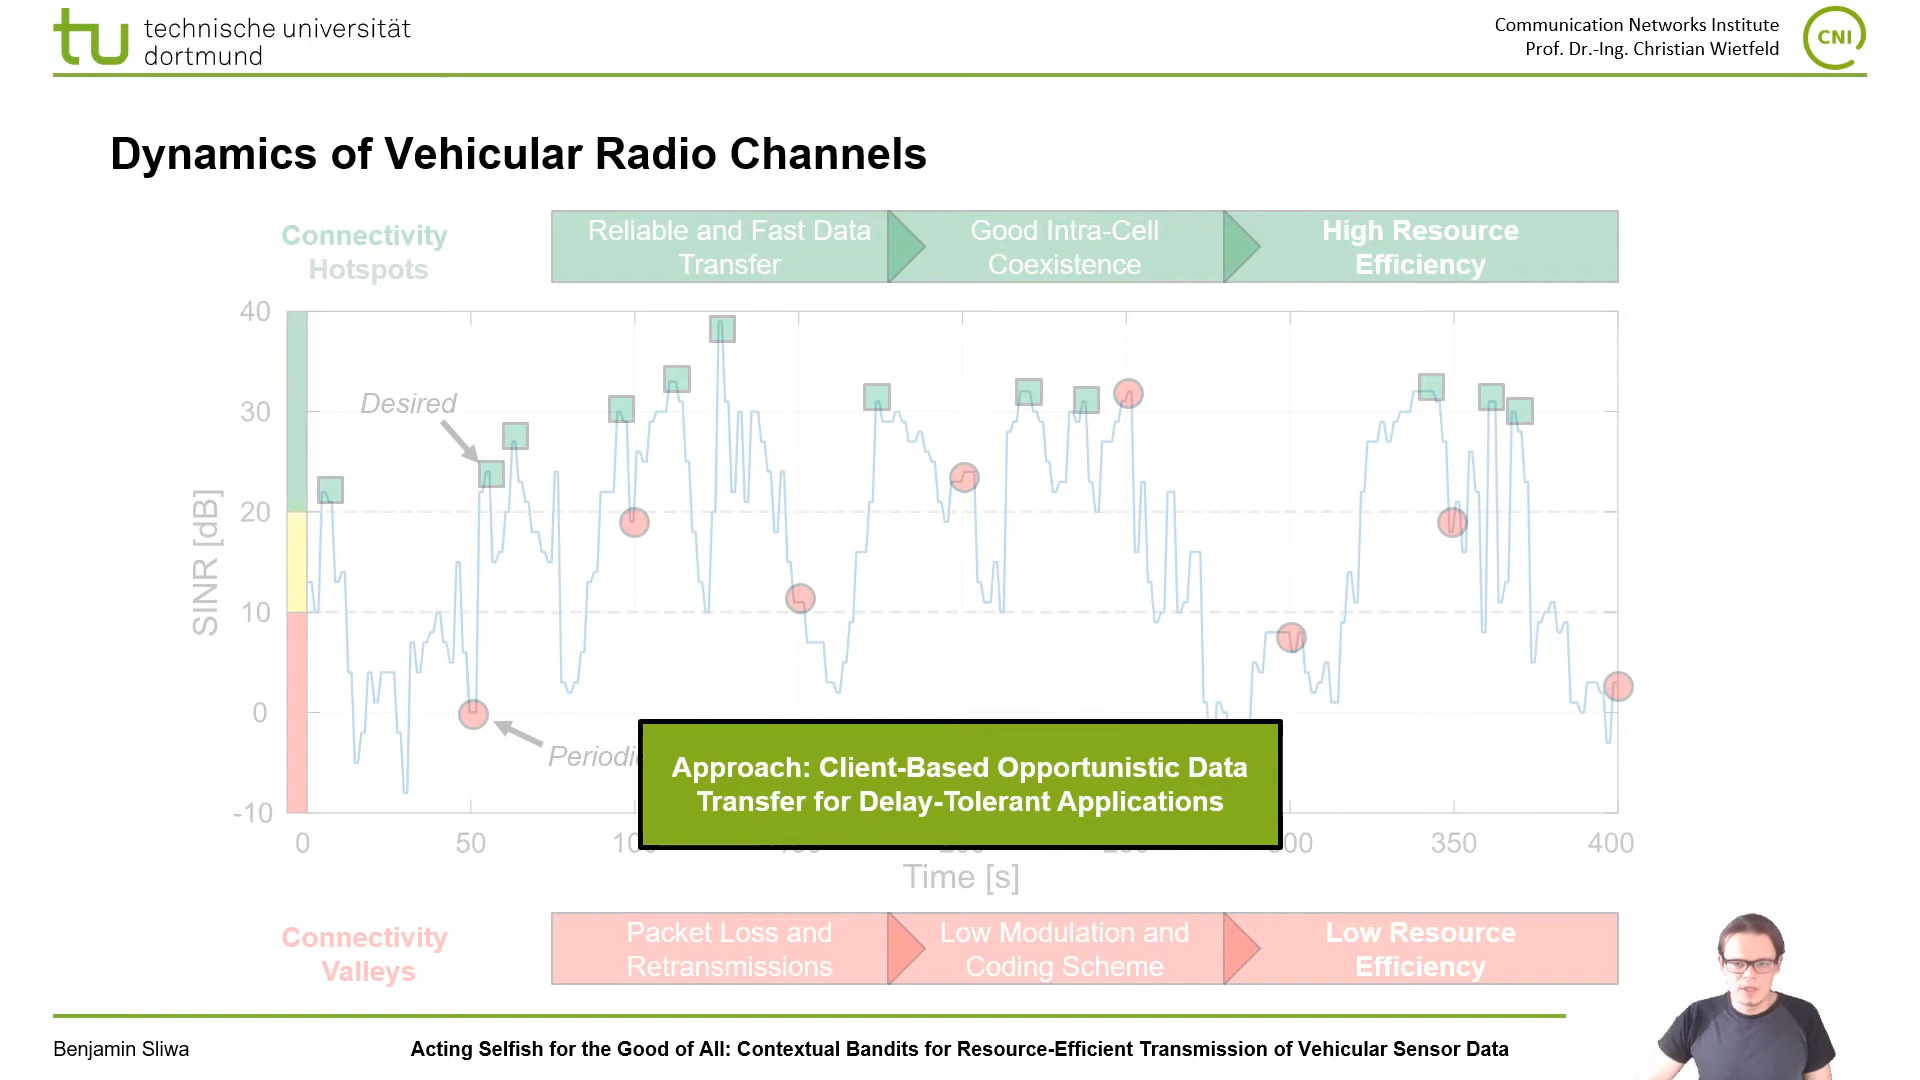 technische universität
dortmund
Communication Networks Institute
Prof. Dr.-Ing. Christian Wietfeld
CNI
Dynamics of Vehicular Radio Channels
Connectivity
Hotspots
Reliable and Fast Data
Transfer
Good Intra-Cell
Coexistence
High Resource
Efficiency
40
30
20
10
0
-10
SINR [dB]
Desired
Approach: Client-Based Opportunistic Data
Transfer for Delay-Tolerant Applications
0
50
350
400
Time [s]
Connectivity
Valleys
Packet Loss and
Retransmissions
Low Modulation and
Coding Scheme
Low Resource
Efficiency
Benjamin Sliwa
Acting Selfish for the Good of All: Contextual Bandits for Resource-Efficient Transmission of Vehicular Sensor Data